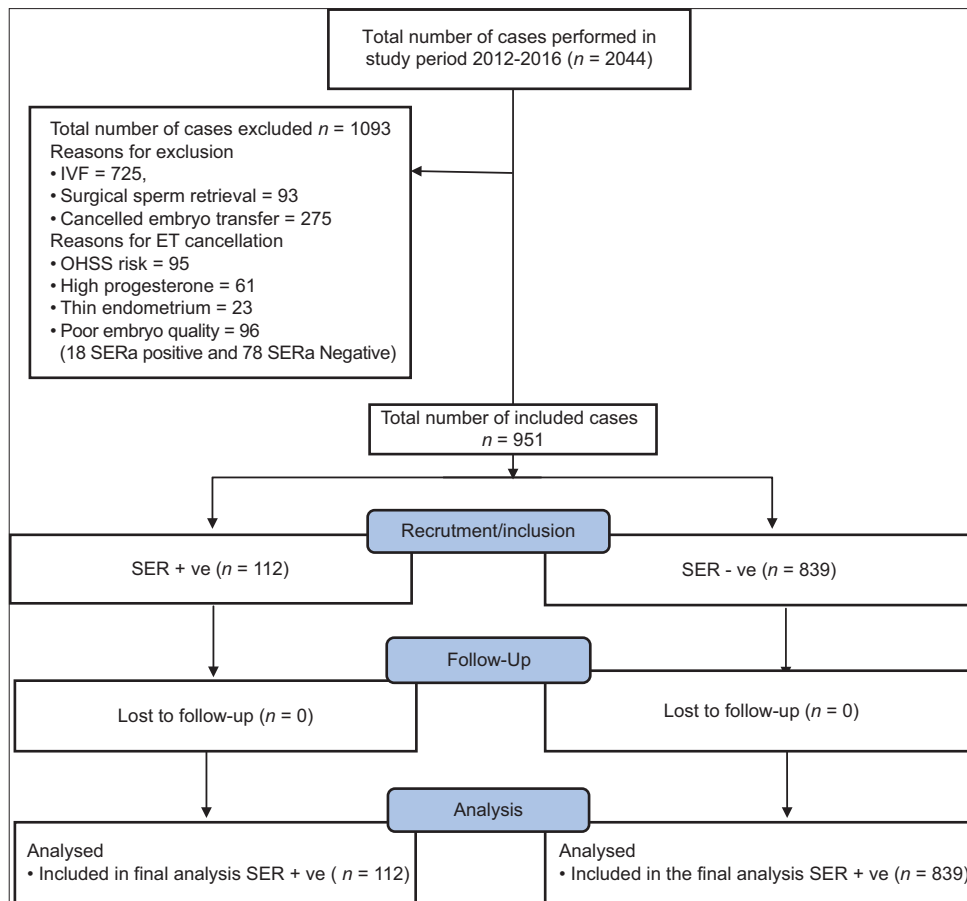 Total number of cases performed in
study period 2012-2016 (n = 2044)
Total number of cases excluded n = 1093
Reasons for exclusion
• IVF = 725,
• Surgical sperm retrieval = 93
• Cancelled embryo transfer = 275
Reasons for ET cancellation
• OHSS risk = 95
• High progesterone = 61
• Thin endometrium = 23
• Poor embryo quality = 96
(18 SERa positive and 78 SERa Negative)
Total number of included cases
n = 951
Recrutment/inclusion
SER + ve (n = 112)
SER - ve (n = 839)
Follow-Up
Lost to follow-up (n = 0)
Lost to follow-up (n = 0)
Analysis
Analysed
• Included in final analysis SER + ve ( n = 112)
Analysed
• Included in the final analysis SER + ve (n = 839)